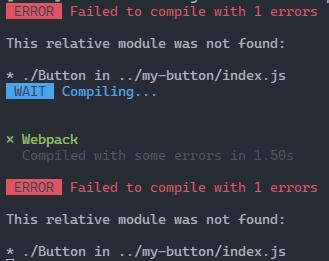 ERROR Failed to compile with 1 errors
This relative module was not found:
* ./Button in ../my-button/index.js
WAIT Compiling...
× Webpack
Compiled with some errors in 1.50s
ERROR Failed to compile with 1 errors
This relative module was not found:
* ./Button in ../my-button/index.js